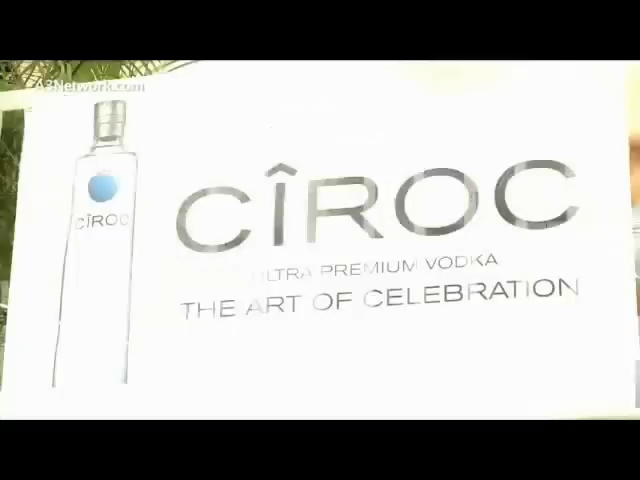 A3Network.com
CÎROC
CÎROC
ULTRA PREMIUM VODKA
THE ART OF CELEBRATION